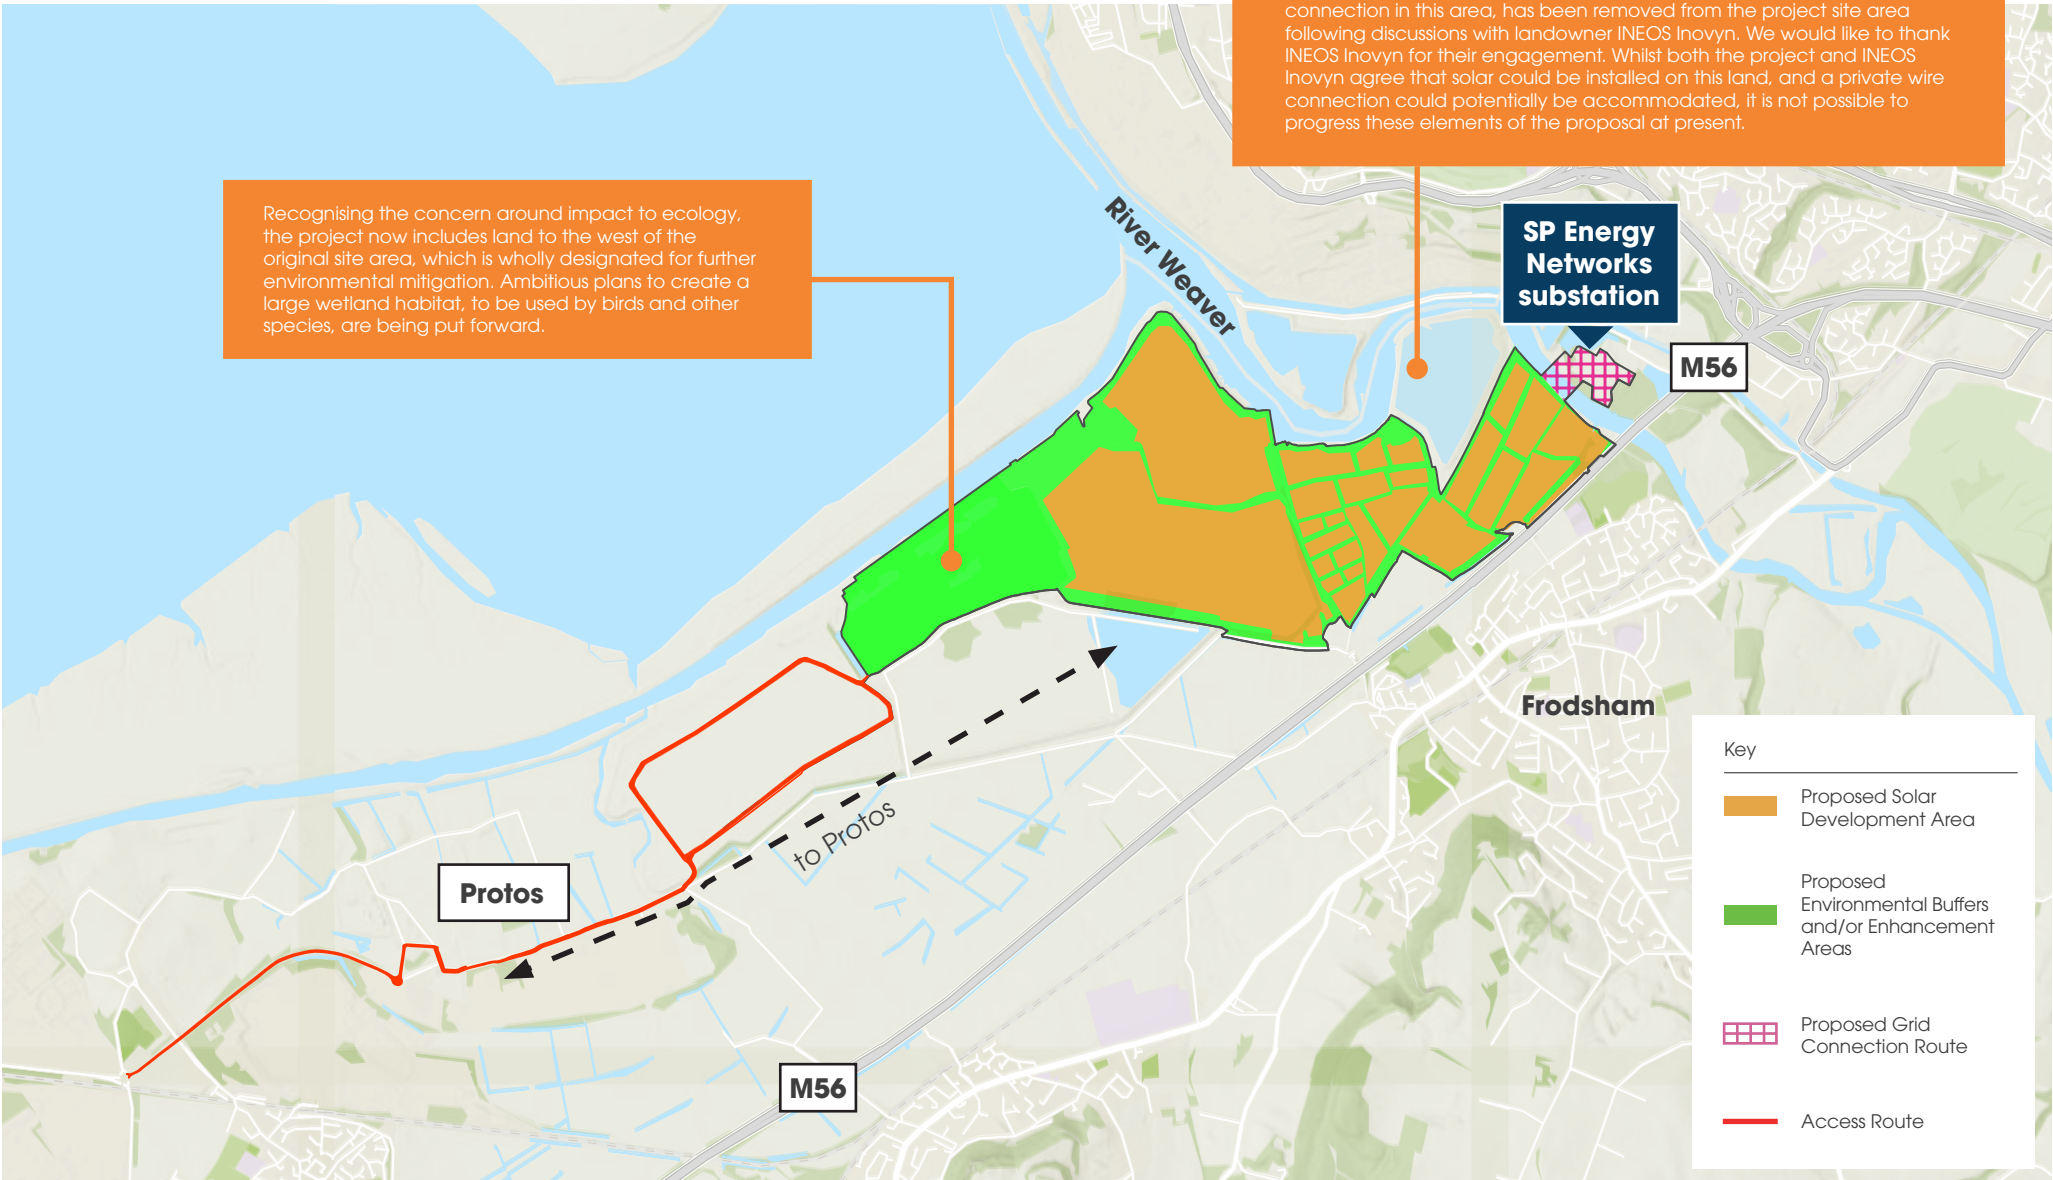 connection in this area, has been removed from the project site area
following discussions with landowner INEOS Inovyn. We would like to thank
INEOS Inovyn for their engagement. Whilst both the project and INEOS
Inovyn agree that solar could be installed on this land, and a private wire
connection could potentially be accommodated, it is not possible to
progress these elements of the proposal at present.
Recognising the concern around impact to ecology,
the project now includes land to the west of the
original site area, which is wholly designated for further
environmental mitigation. Ambitious plans to create a
large wetland habitat, to be used by birds and other
species, are being put forward.
River Weaver
SP Energy
Networks
substation
M56
Frodsham
to Protos
Protos
M56
Key
Proposed Solar
Development Area
Proposed
Environmental Buffers
and/or Enhancement
Areas
Proposed Grid
Connection Route
Access Route